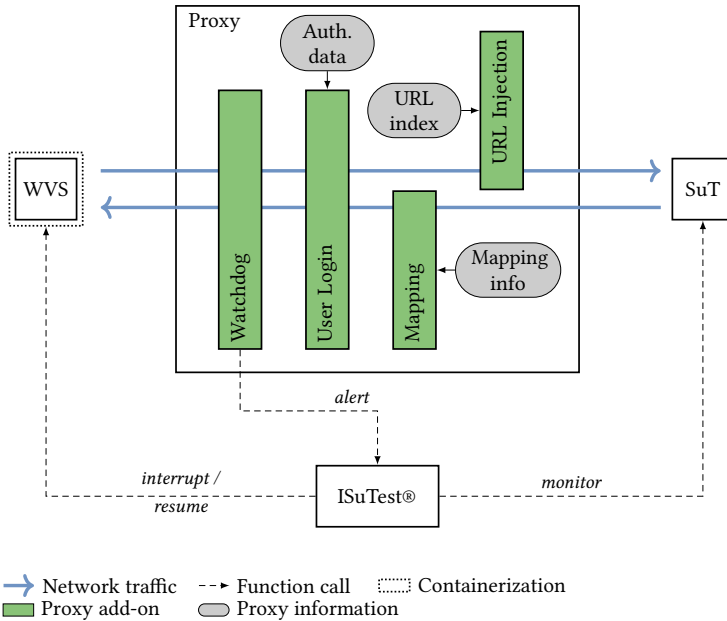 Proxy
Auth.
data
URL
index
URL Injection
WVS
SuT
Watchdog
User Login
Mapping
Mapping
info
alert
interrupt /
resume
ISuTest®
monitor
Network traffic
Function call
Containerization
Proxy add-on
Proxy information